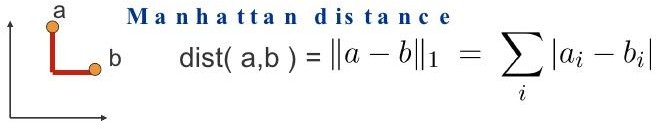 Manhattan distance
a
b
dist( a,b ) = ||a − b||₁ = ∑ᵢ |aᵢ − bᵢ|